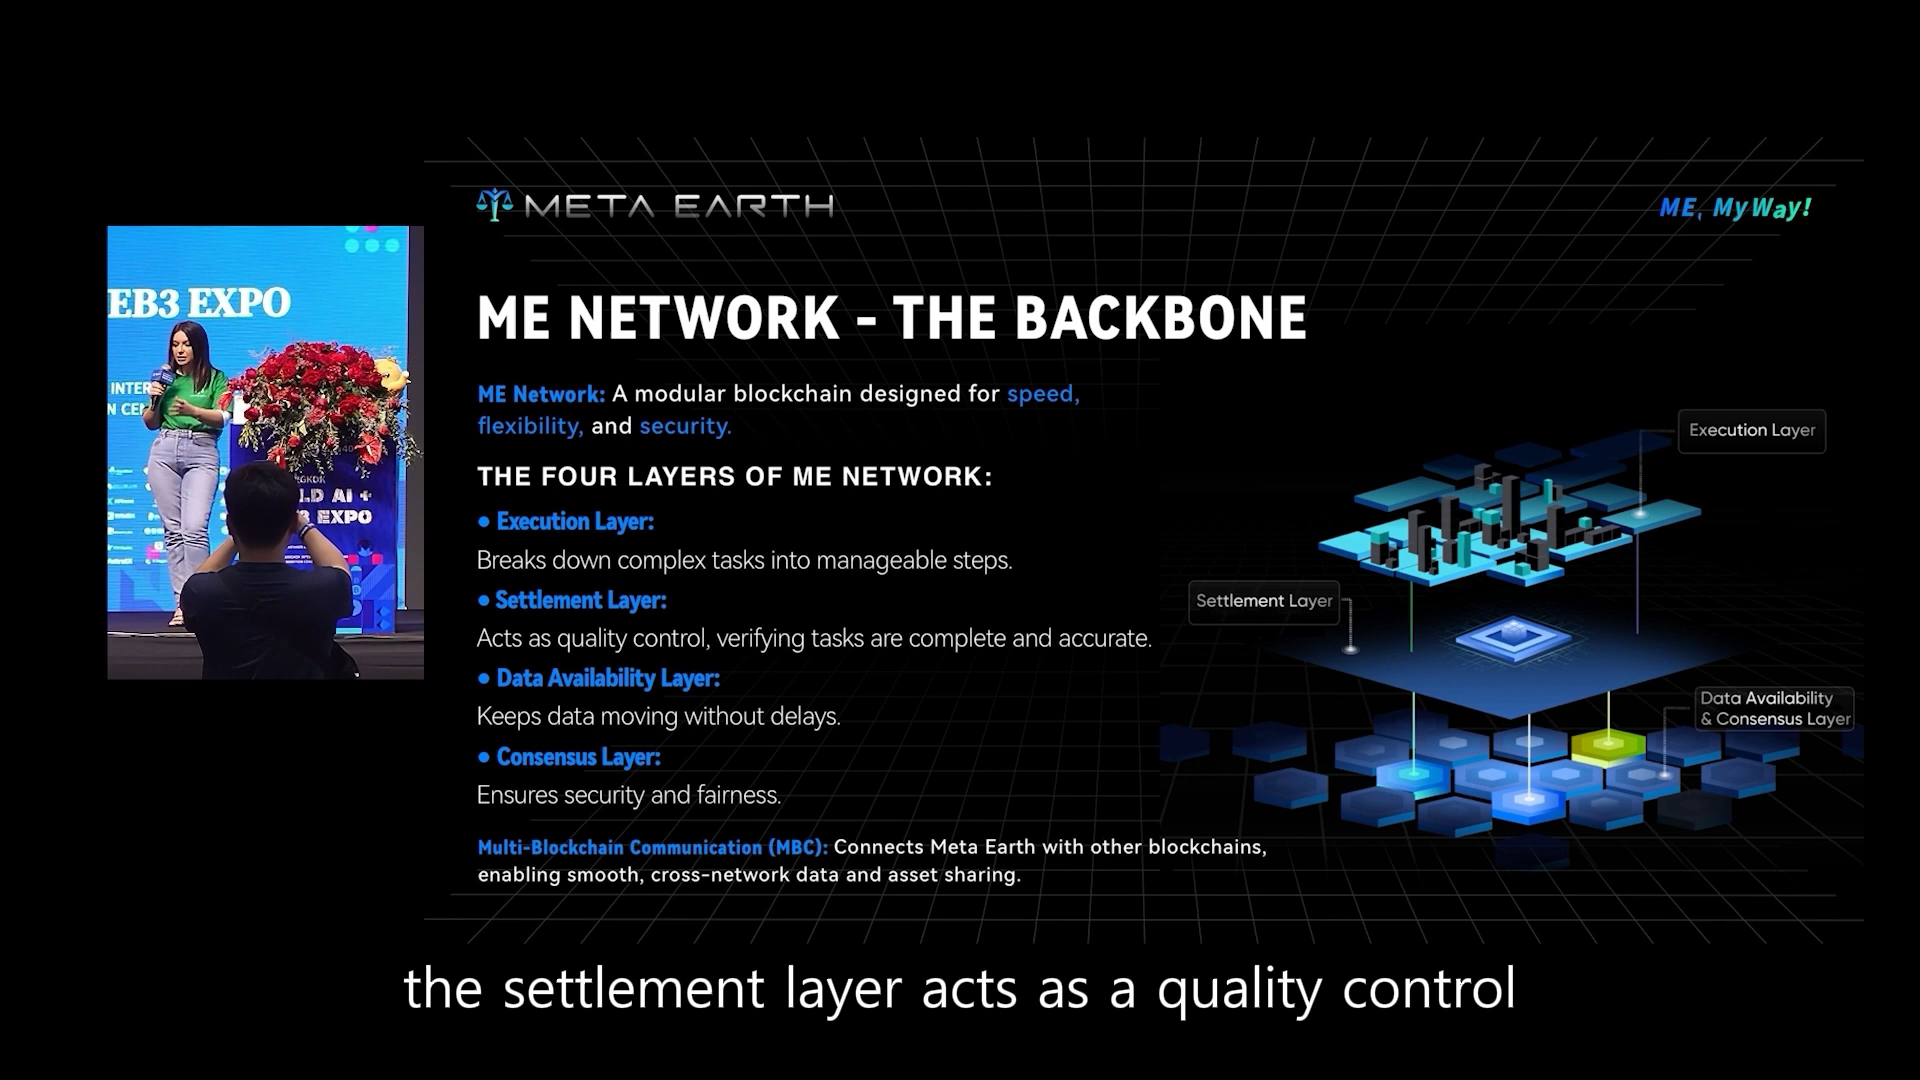 META EARTH
ME, My Way!
EB3 EXPO
INTER
N CEN
GKOK
LD AI +
B3 EXPO
ME NETWORK - THE BACKBONE
ME Network: A modular blockchain designed for speed,
flexibility, and security.
THE FOUR LAYERS OF ME NETWORK:
• Execution Layer:
Breaks down complex tasks into manageable steps.
• Settlement Layer:
Acts as quality control, verifying tasks are complete and accurate.
• Data Availability Layer:
Keeps data moving without delays.
• Consensus Layer:
Ensures security and fairness.
Multi-Blockchain Communication (MBC): Connects Meta Earth with other blockchains,
enabling smooth, cross-network data and asset sharing.
Execution Layer
Settlement Layer
Data Availability
& Consensus Layer
the settlement layer acts as a quality control